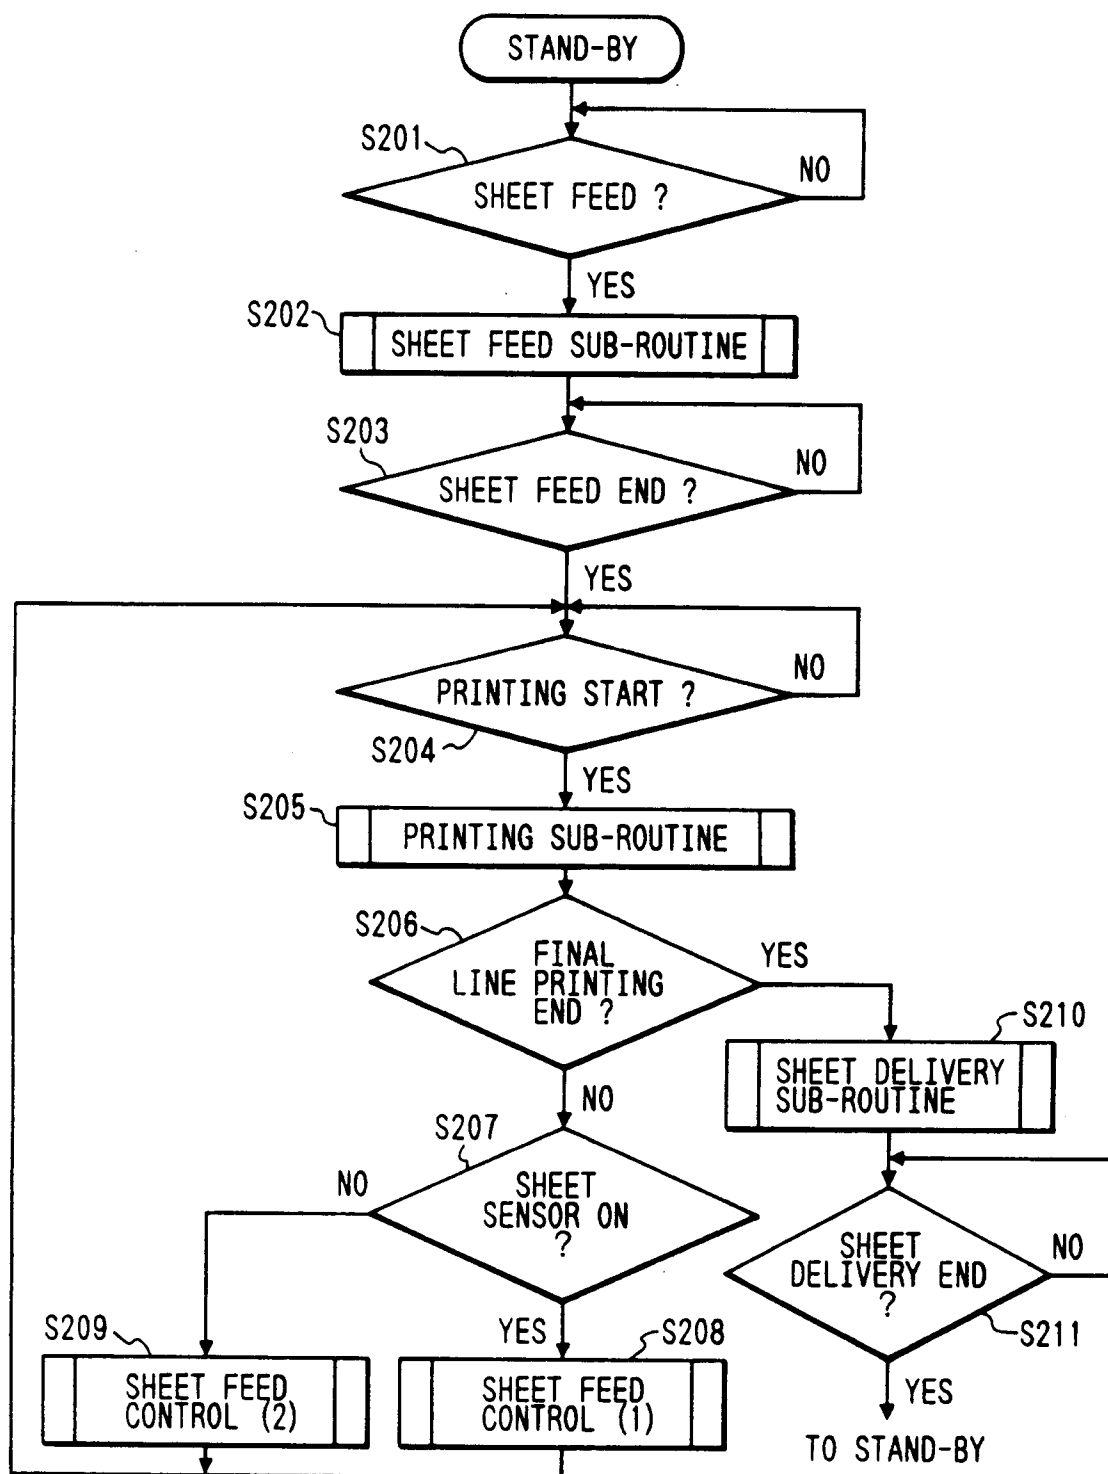 STAND-BY
S201
SHEET FEED ?
NO
YES
S202
SHEET FEED SUB-ROUTINE
S203
SHEET FEED END ?
NO
YES
PRINTING START ?
NO
S204
YES
S205
PRINTING SUB-ROUTINE
S206
FINAL
LINE PRINTING
END ?
YES
NO
S210
SHEET DELIVERY
SUB-ROUTINE
S207
SHEET
SENSOR ON
?
NO
YES
SHEET
DELIVERY END
?
NO
S211
YES
TO STAND-BY
S209
SHEET FEED
CONTROL (2)
S208
SHEET FEED
CONTROL (1)